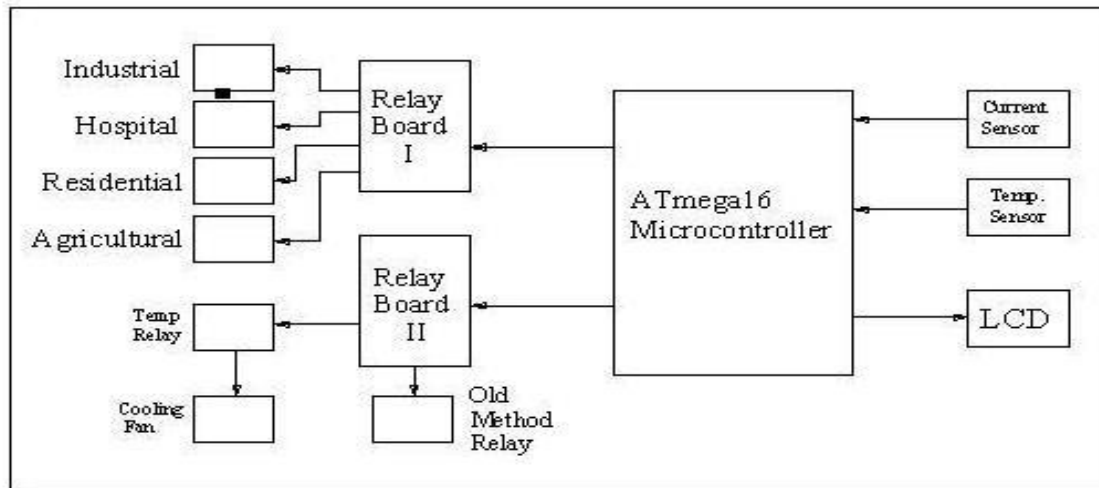 Industrial
Hospital
Residential
Agricultural
Temp
Relay
Cooling
Fan
Relay
Board
I
Relay
Board
II
Old
Method
Relay
ATmega16
Microcontroller
Current
Sensor
Temp.
Sensor
LCD